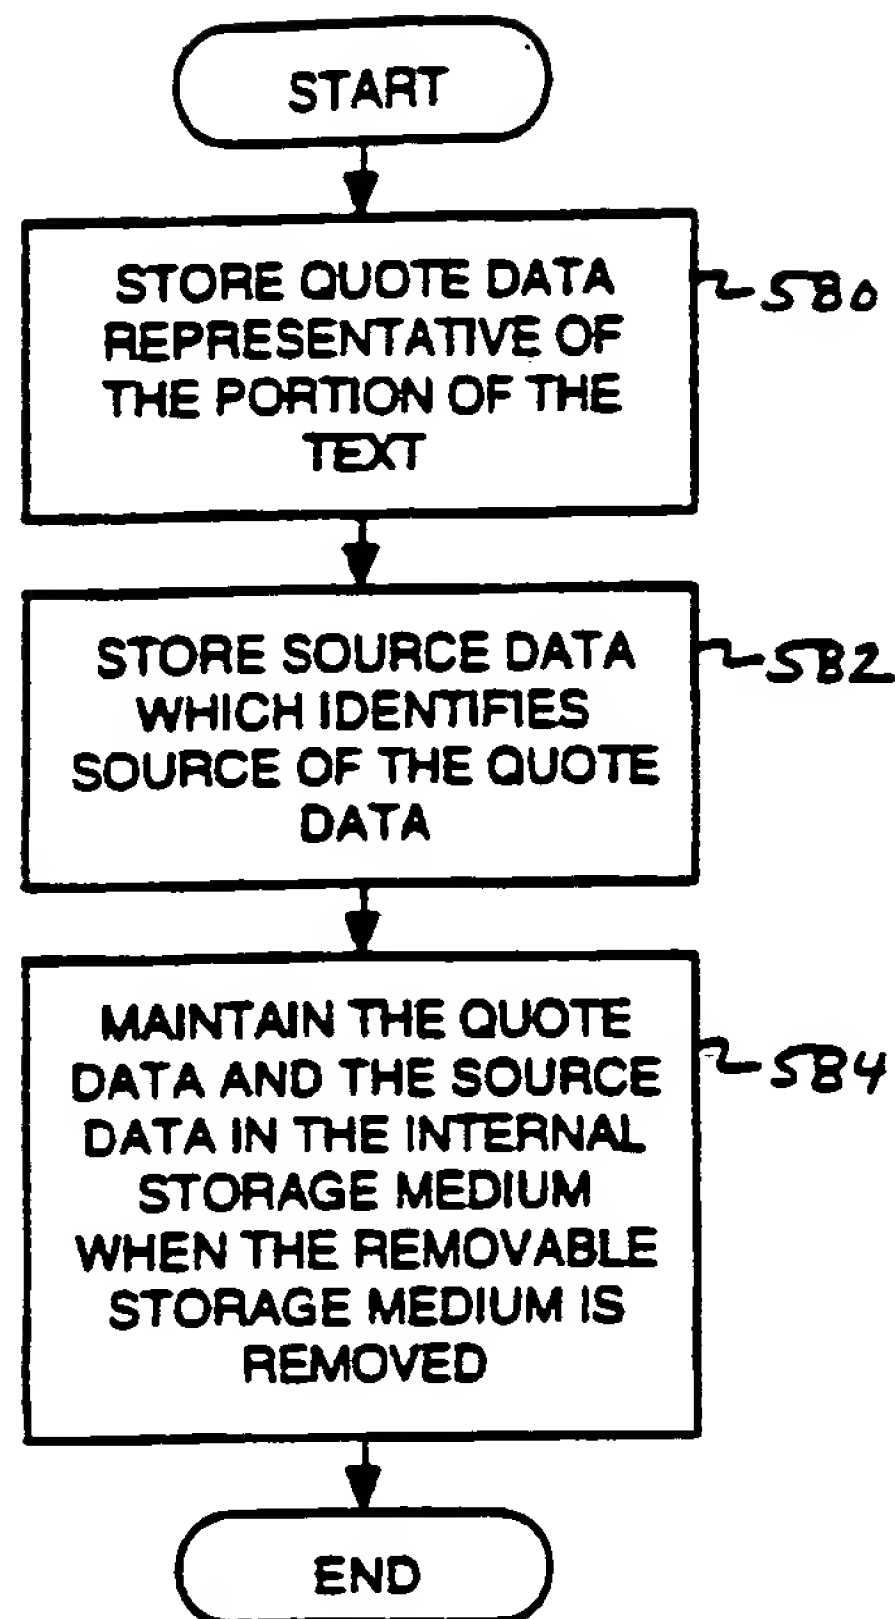 START
STORE QUOTE DATA
REPRESENTATIVE OF
THE PORTION OF THE
TEXT
580
STORE SOURCE DATA
WHICH IDENTIFIES
SOURCE OF THE QUOTE
DATA
582
MAINTAIN THE QUOTE
DATA AND THE SOURCE
DATA IN THE INTERNAL
STORAGE MEDIUM
WHEN THE REMOVABLE
STORAGE MEDIUM IS
REMOVED
584
END